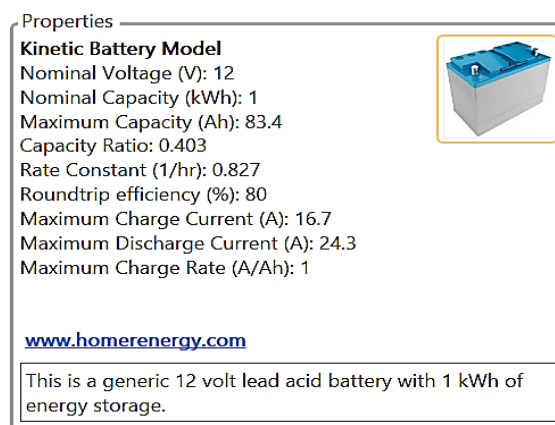 Properties
Kinetic Battery Model
Nominal Voltage (V): 12
Nominal Capacity (kWh): 1
Maximum Capacity (Ah): 83.4
Capacity Ratio: 0.403
Rate Constant (1/hr): 0.827
Roundtrip efficiency (%): 80
Maximum Charge Current (A): 16.7
Maximum Discharge Current (A): 24.3
Maximum Charge Rate (A/Ah): 1
www.homerenergy.com
This is a generic 12 volt lead acid battery with 1 kWh of
energy storage.